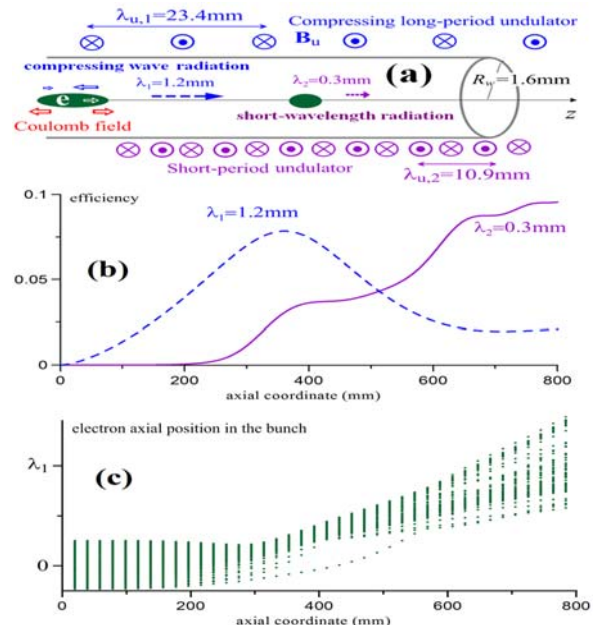 λu,1=23.4mm
Compressing long-period undulator
Bu
compressing wave radiation
(a)
λ1=1.2mm
λ2=0.3mm
Rw=1.6mm
e
z
short-wavelength radiation
Coulomb field
Short-period undulator
λu,2=10.9mm
0.1
efficiency
λ1=1.2mm
λ2=0.3mm
0.05
(b)
0
0 200 400 600 800
axial coordinate (mm)
electron axial position in the bunch
λ1
(c)
0
0 200 400 600 800
axial coordinate (mm)